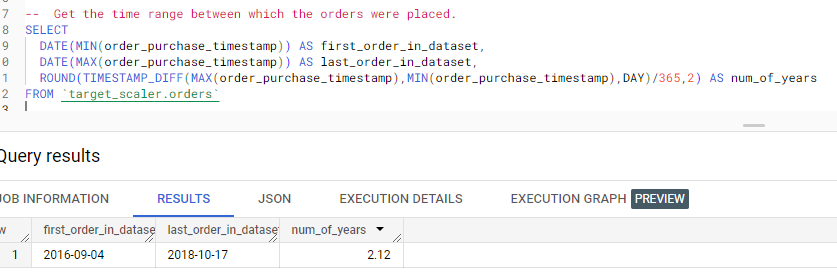 7 -- Get the time range between which the orders were placed.
8 SELECT
9 DATE(MIN(order_purchase_timestamp)) AS first_order_in_dataset,
0 DATE(MAX(order_purchase_timestamp)) AS last_order_in_dataset,
1 ROUND(TIMESTAMP_DIFF(MAX(order_purchase_timestamp),MIN(order_purchase_timestamp),DAY)/365,2) AS num_of_years
2 FROM `target_scaler.orders`
3
Query results
JOB INFORMATION RESULTS JSON EXECUTION DETAILS EXECUTION GRAPH PREVIEW
w first_order_in_datase last_order_in_datase num_of_years
1 2016-09-04 2018-10-17 2.12